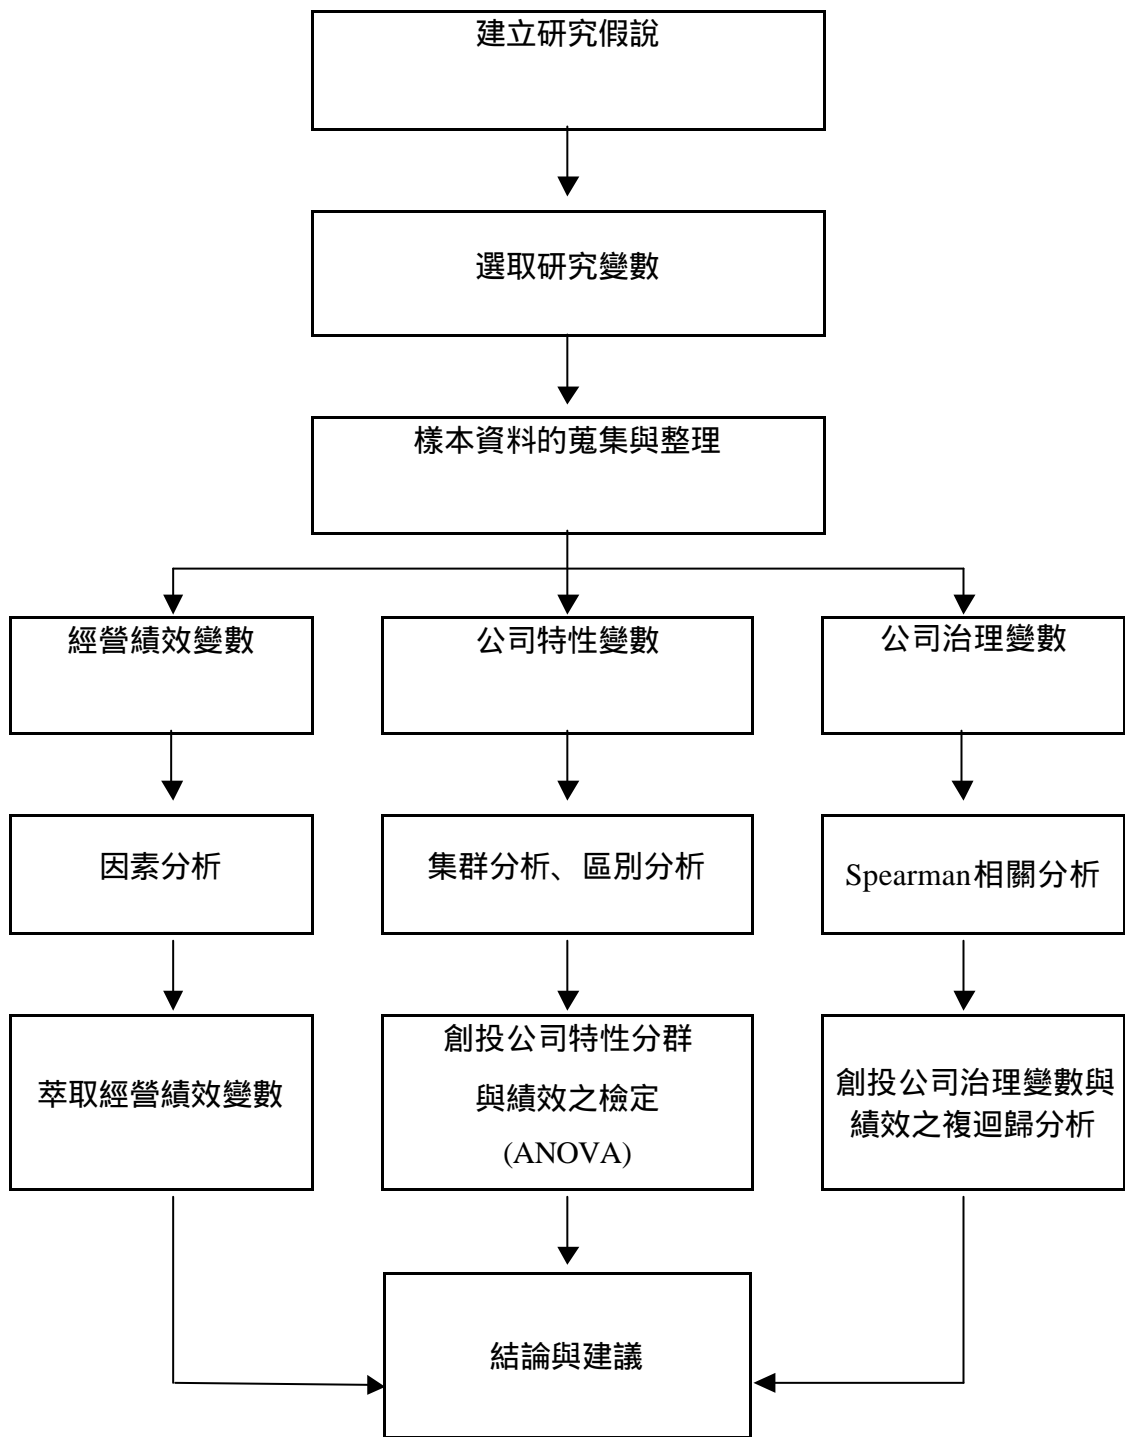 建立研究假說
選取研究變數
樣本資料的蒐集與整理
經營績效變數
公司特性變數
公司治理變數
因素分析
集群分析、區別分析
Spearman相關分析
萃取經營績效變數
創投公司特性分群
與績效之檢定
(ANOVA)
創投公司治理變數與
績效之複迴歸分析
結論與建議